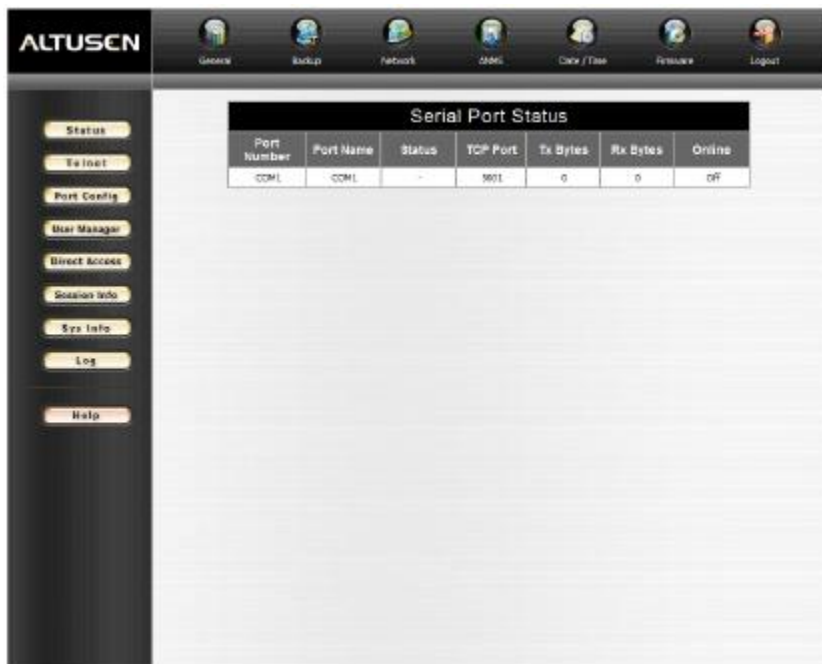 ALTUSEN
General Backup Network ANMS Date / Time Firmware Logout
Serial Port Status
Port Number Port Name Status TCP Port Tx Bytes Rx Bytes Online
COM1 COM1 - 5001 0 0 Off
Status
Telnet
Port Config
User Manager
Direct Access
Session Info
Sys Info
Log
Help